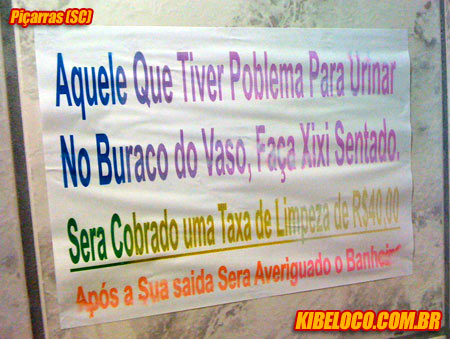 Piçarras (SC)
Aquele Que Tiver Poblema Para Urinar
No Buraco do Vaso, Faça Xixi Sentado.
Sera Cobrado uma Taxa de Limpeza de R$40.00
Após a Sua saida Sera Averiguado o Banheiro
KIBELOCO.COM.BR